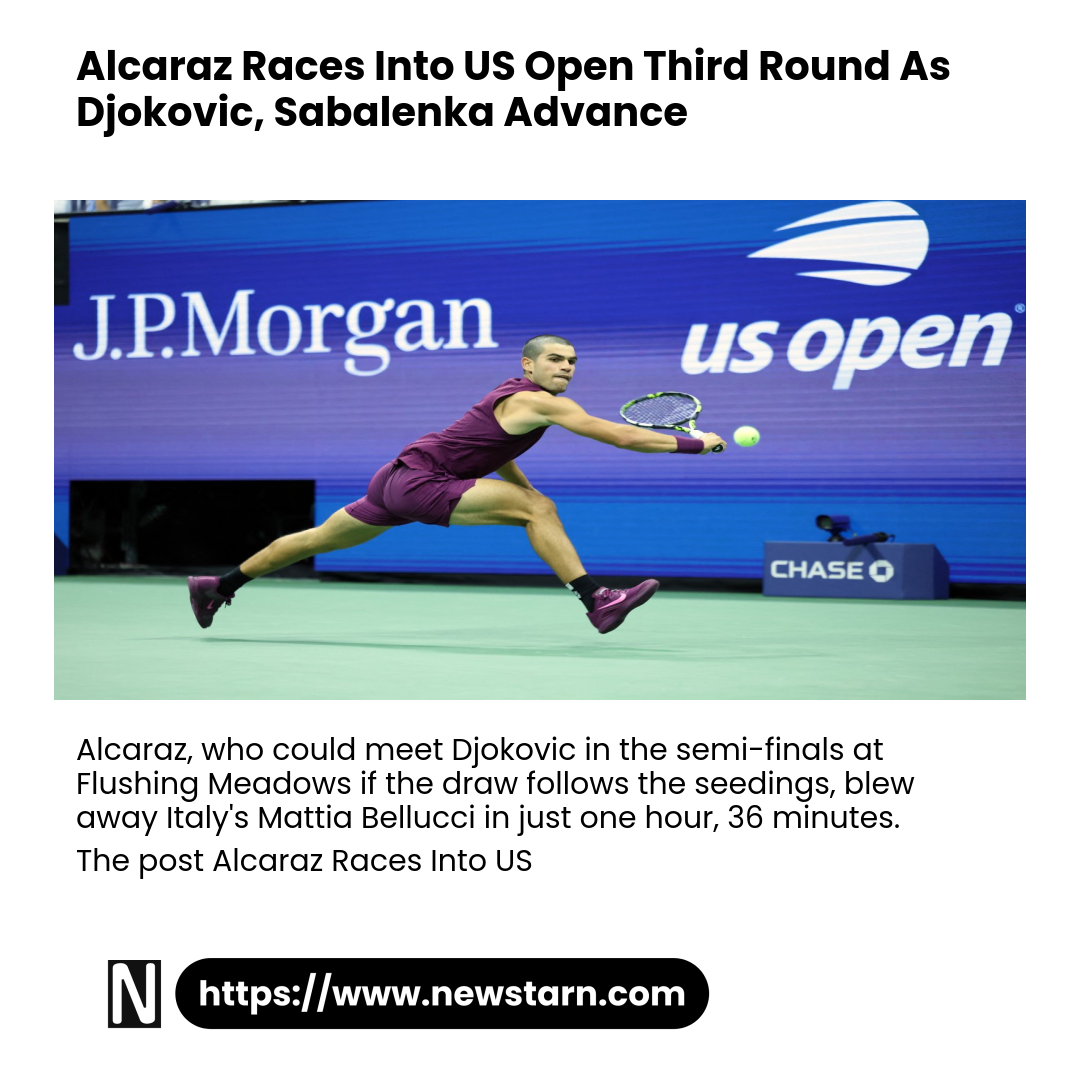 Alcaraz Races Into US Open Third Round As
Djokovic, Sabalenka Advance
J.P.Morgan
us open®
CHASE
Alcaraz, who could meet Djokovic in the semi-finals at
Flushing Meadows if the draw follows the seedings, blew
away Italy's Mattia Bellucci in just one hour, 36 minutes.
The post Alcaraz Races Into US
N https://www.newstarn.com